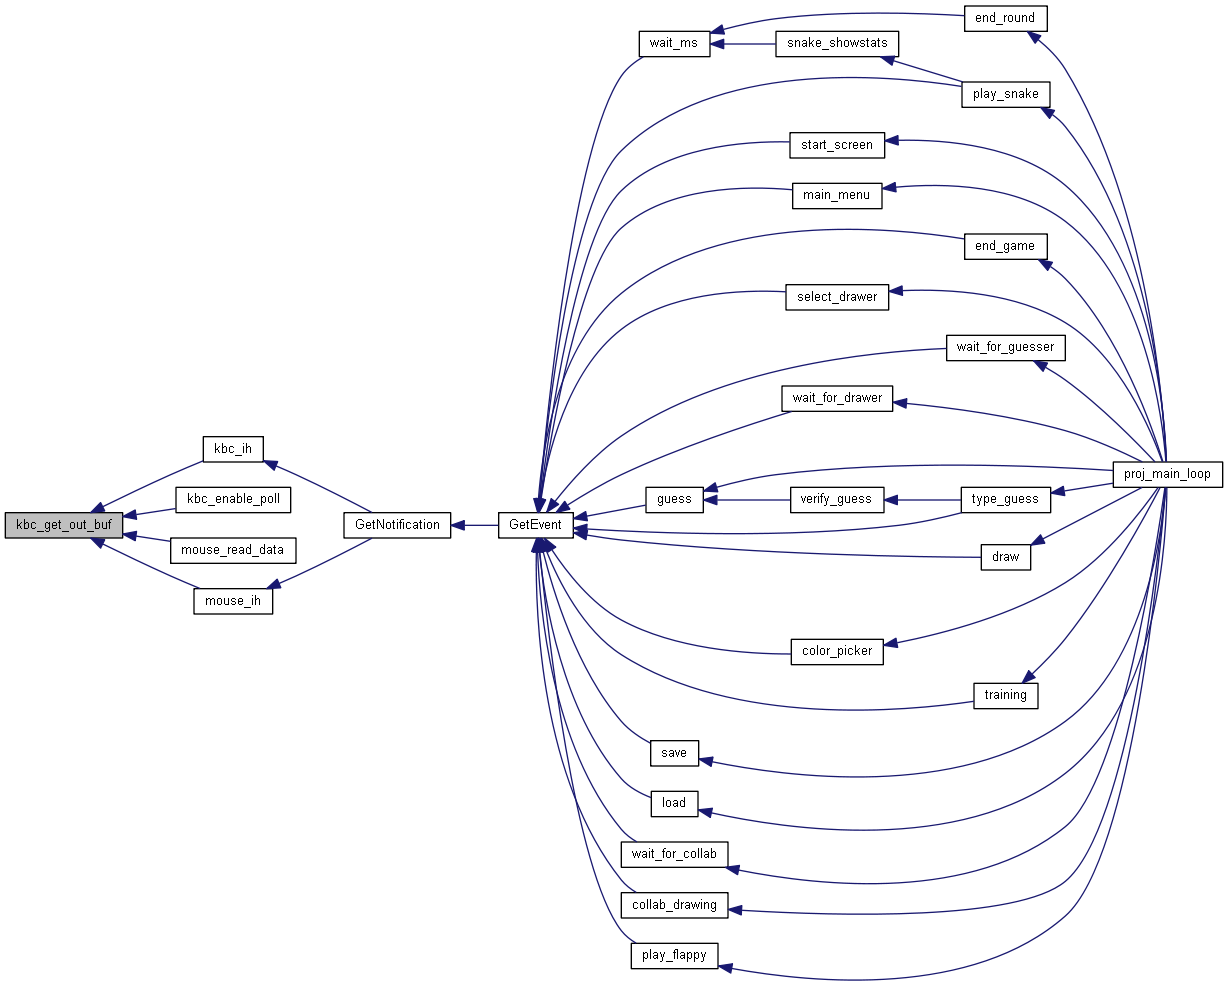 end_round
wait_ms
snake_showstats
play_snake
start_screen
main_menu
end_game
select_drawer
wait_for_guesser
wait_for_drawer
kbc_ih
proj_main_loop
kbc_enable_poll
guess
verify_guess
type_guess
kbc_get_out_buf
GetNotification
GetEvent
mouse_read_data
draw
mouse_ih
color_picker
training
save
load
wait_for_collab
collab_drawing
play_flappy